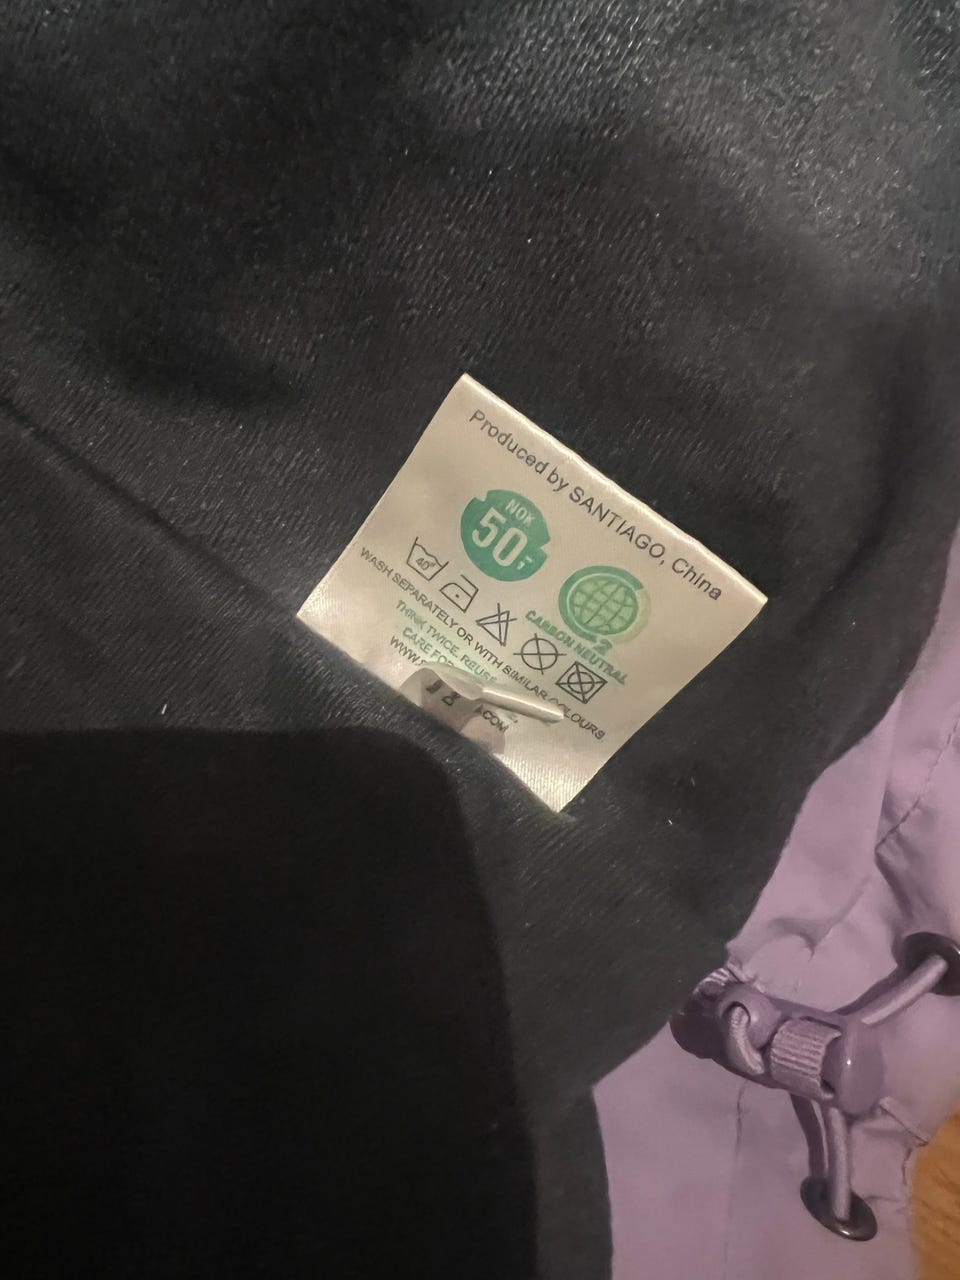 Produced by SANTIAGO, China
NOK
50,-
CARBON NEUTRAL
40°
WASH SEPARATELY OR WITH SIMILAR COLOURS
THINK TWICE. REUSE
CARE FOR
WWW.
.COM